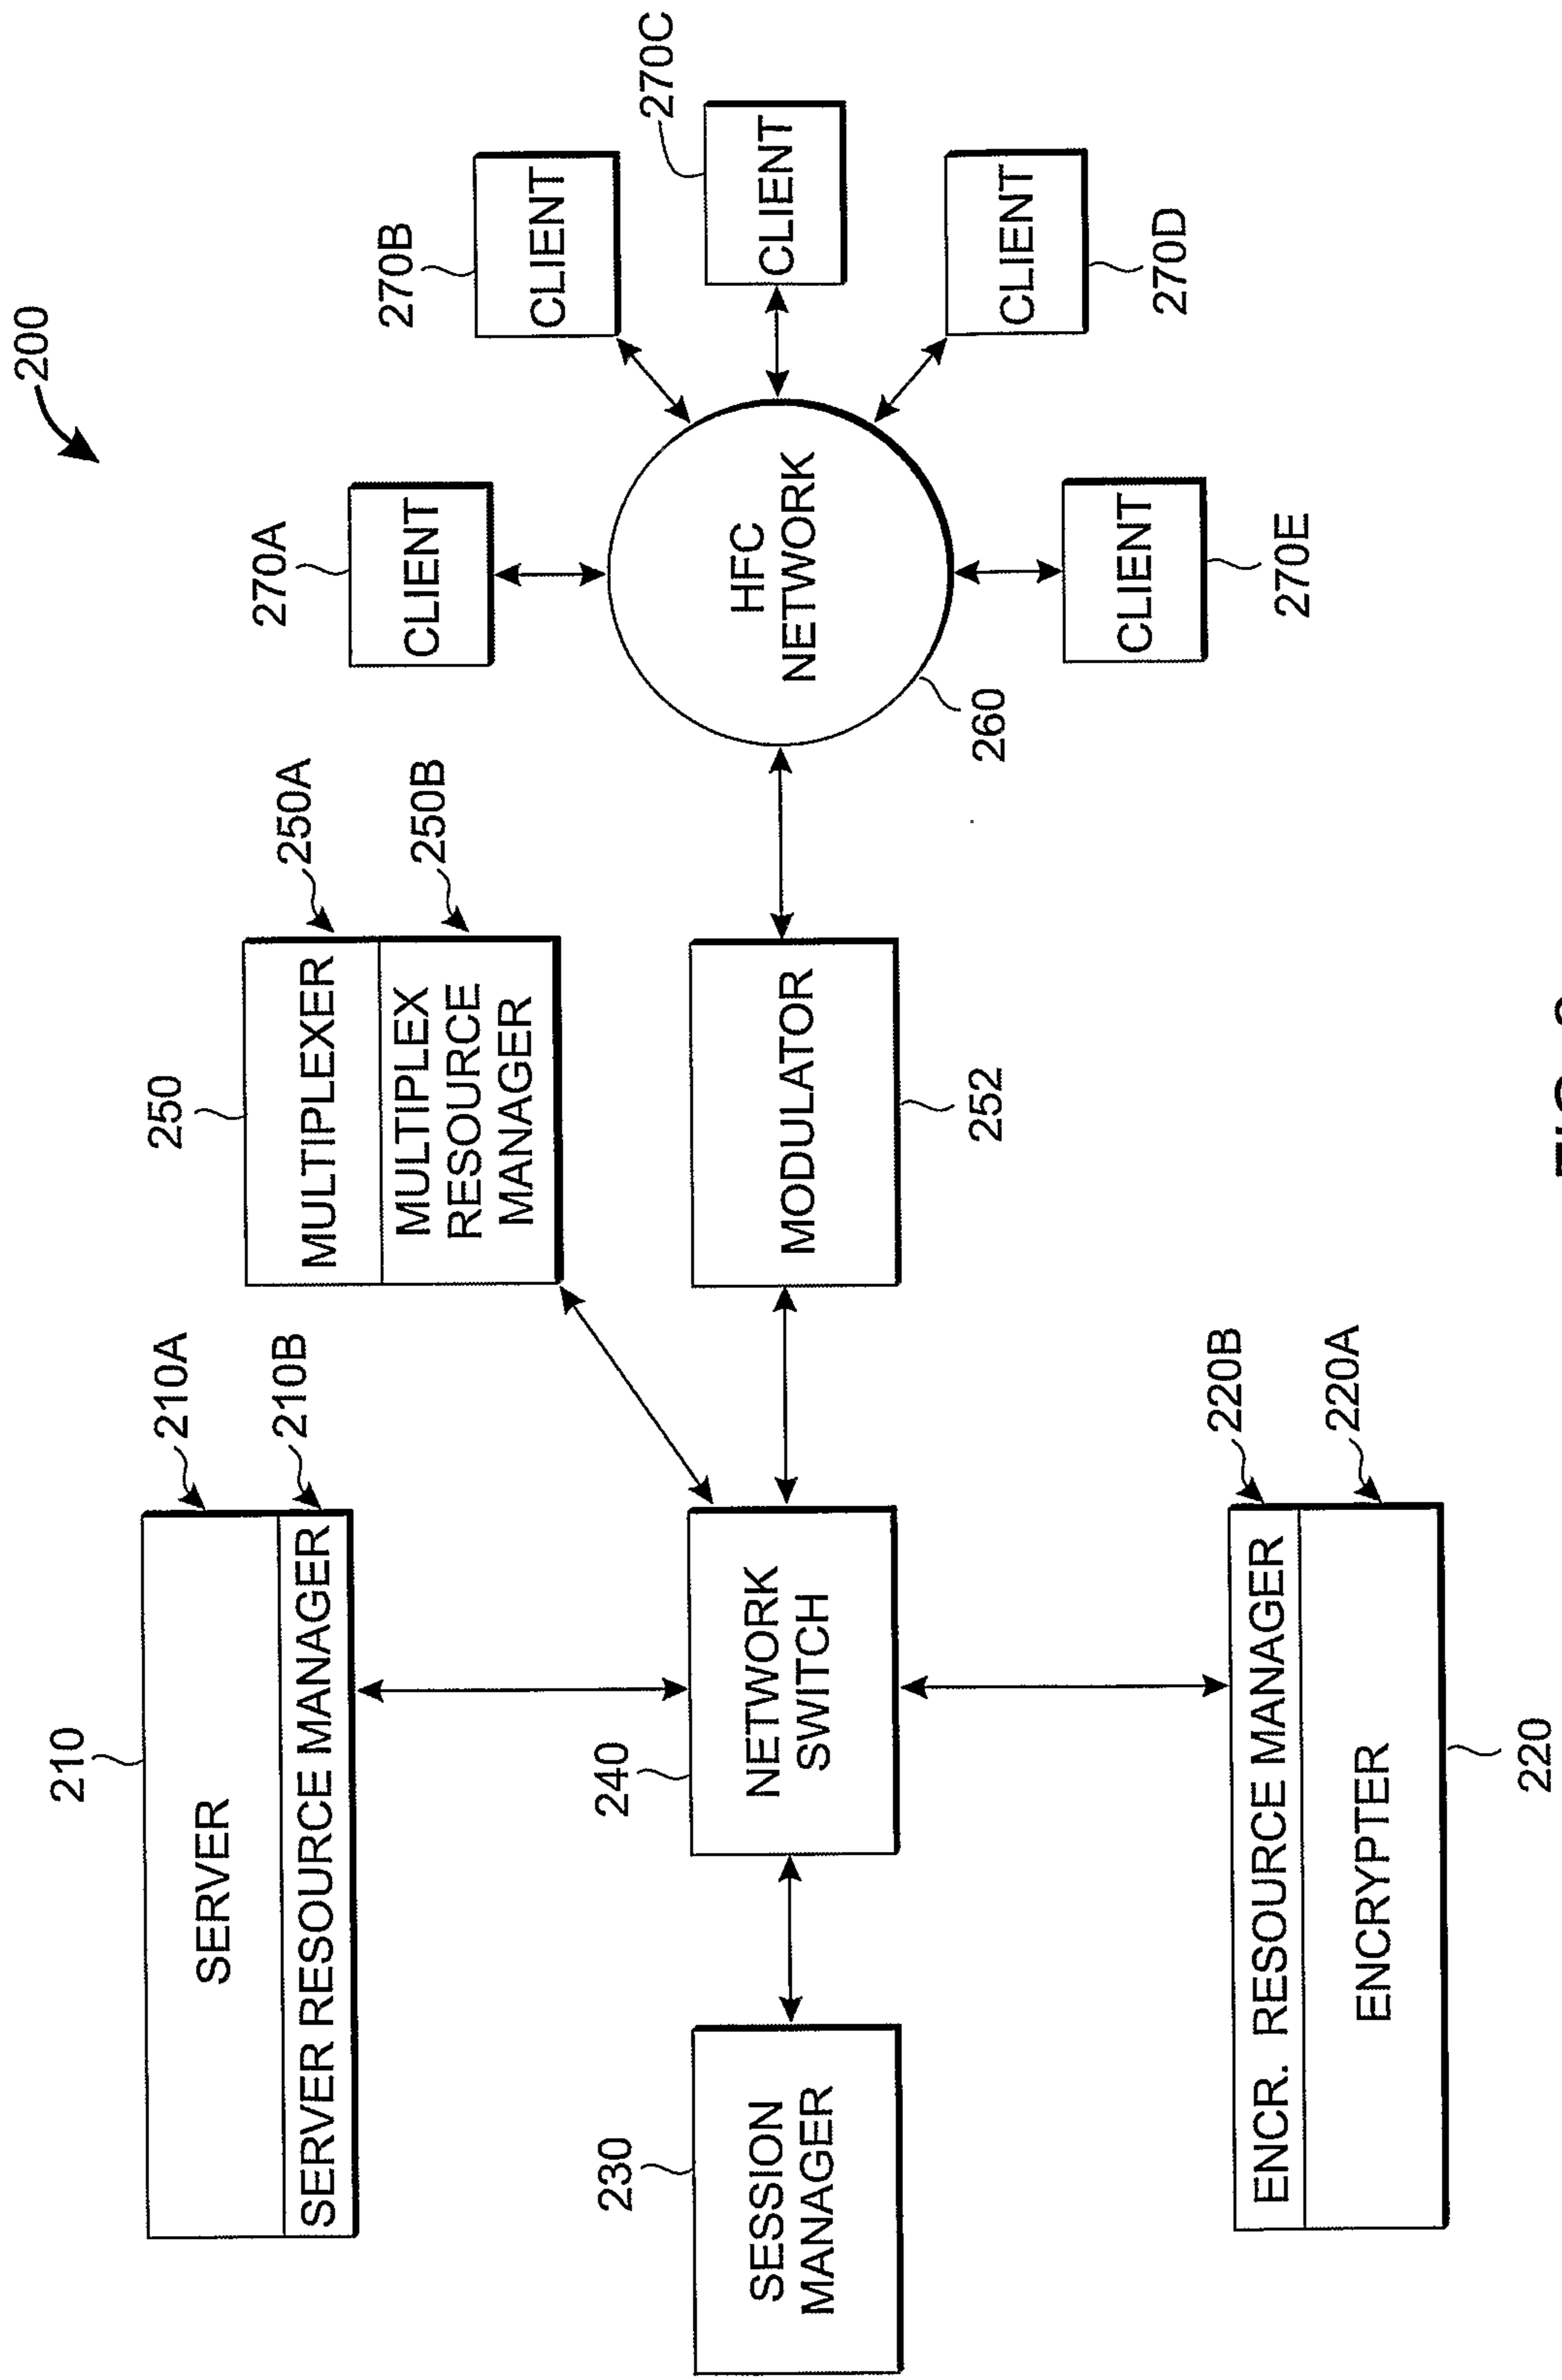 200
210
210A
SERVER
210B
SERVER RESOURCE MANAGER
250
250A
MULTIPLEXER
250B
MULTIPLEX
RESOURCE
MANAGER
270A
CLIENT
270B
CLIENT
270C
CLIENT
230
SESSION
MANAGER
240
NETWORK
SWITCH
252
MODULATOR
260
HFC
NETWORK
270D
CLIENT
270E
CLIENT
220B
ENCR. RESOURCE MANAGER
220A
ENCRYPTER
220